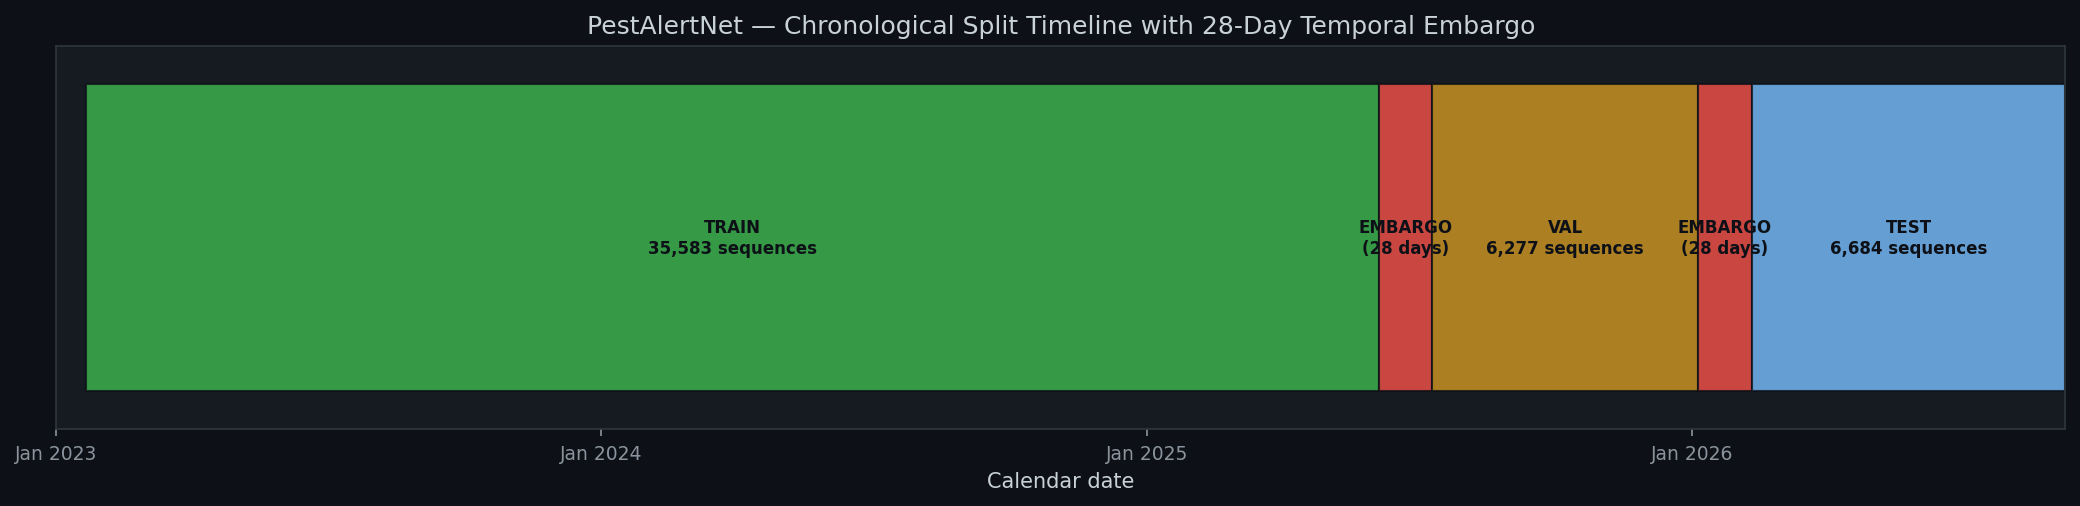 PestAlertNet — Chronological Split Timeline with 28-Day Temporal Embargo
TRAIN
35,583 sequences
EMBARGO
(28 days)
VAL
6,277 sequences
EMBARGO
(28 days)
TEST
6,684 sequences
Jan 2023
Jan 2024
Jan 2025
Jan 2026
Calendar date